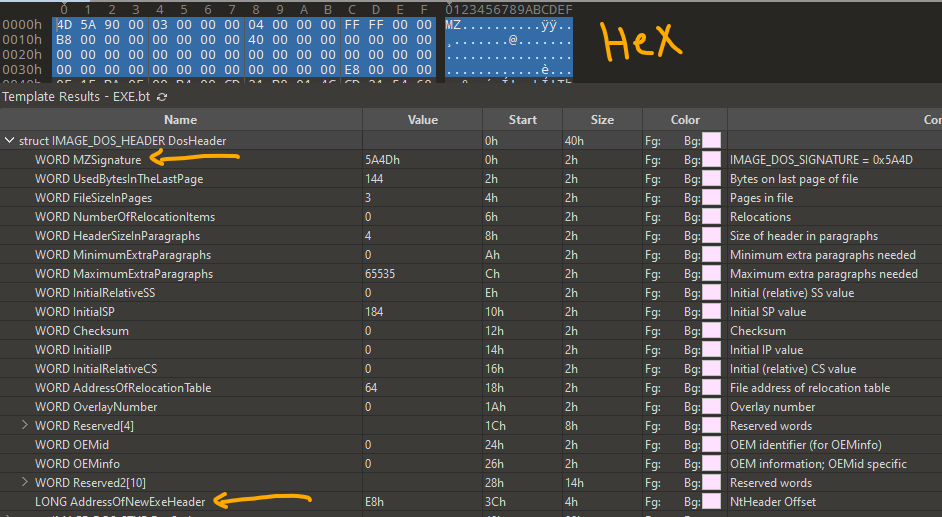 0 1 2 3 4 5 6 7 8 9 A B C D E F 0123456789ABCDEF
0000h 4D 5A 90 00 03 00 00 00 04 00 00 00 FF FF 00 00 MZ..........ÿÿ..
0010h B8 00 00 00 00 00 00 00 40 00 00 00 00 00 00 00 ¸.......@.......
0020h 00 00 00 00 00 00 00 00 00 00 00 00 00 00 00 00 ................
0030h 00 00 00 00 00 00 00 00 00 00 00 00 E8 00 00 00 ............è...
HeX
Template Results - EXE.bt
Name Value Start Size Color
struct IMAGE_DOS_HEADER DosHeader 0h 40h Fg: Bg:
WORD MZSignature 5A4Dh 0h 2h Fg: Bg: IMAGE_DOS_SIGNATURE = 0x5A4D
WORD UsedBytesInTheLastPage 144 2h 2h Fg: Bg: Bytes on last page of file
WORD FileSizeInPages 3 4h 2h Fg: Bg: Pages in file
WORD NumberOfRelocationItems 0 6h 2h Fg: Bg: Relocations
WORD HeaderSizeInParagraphs 4 8h 2h Fg: Bg: Size of header in paragraphs
WORD MinimumExtraParagraphs 0 Ah 2h Fg: Bg: Minimum extra paragraphs needed
WORD MaximumExtraParagraphs 65535 Ch 2h Fg: Bg: Maximum extra paragraphs needed
WORD InitialRelativeSS 0 Eh 2h Fg: Bg: Initial (relative) SS value
WORD InitialSP 184 10h 2h Fg: Bg: Initial SP value
WORD Checksum 0 12h 2h Fg: Bg: Checksum
WORD InitialIP 0 14h 2h Fg: Bg: Initial IP value
WORD InitialRelativeCS 0 16h 2h Fg: Bg: Initial (relative) CS value
WORD AddressOfRelocationTable 64 18h 2h Fg: Bg: File address of relocation table
WORD OverlayNumber 0 1Ah 2h Fg: Bg: Overlay number
WORD Reserved[4] 1Ch 8h Fg: Bg: Reserved words
WORD OEMid 0 24h 2h Fg: Bg: OEM identifier (for OEMinfo)
WORD OEMinfo 0 26h 2h Fg: Bg: OEM information; OEMid specific
WORD Reserved2[10] 28h 14h Fg: Bg: Reserved words
LONG AddressOfNewExeHeader E8h 3Ch 4h Fg: Bg: NtHeader Offset